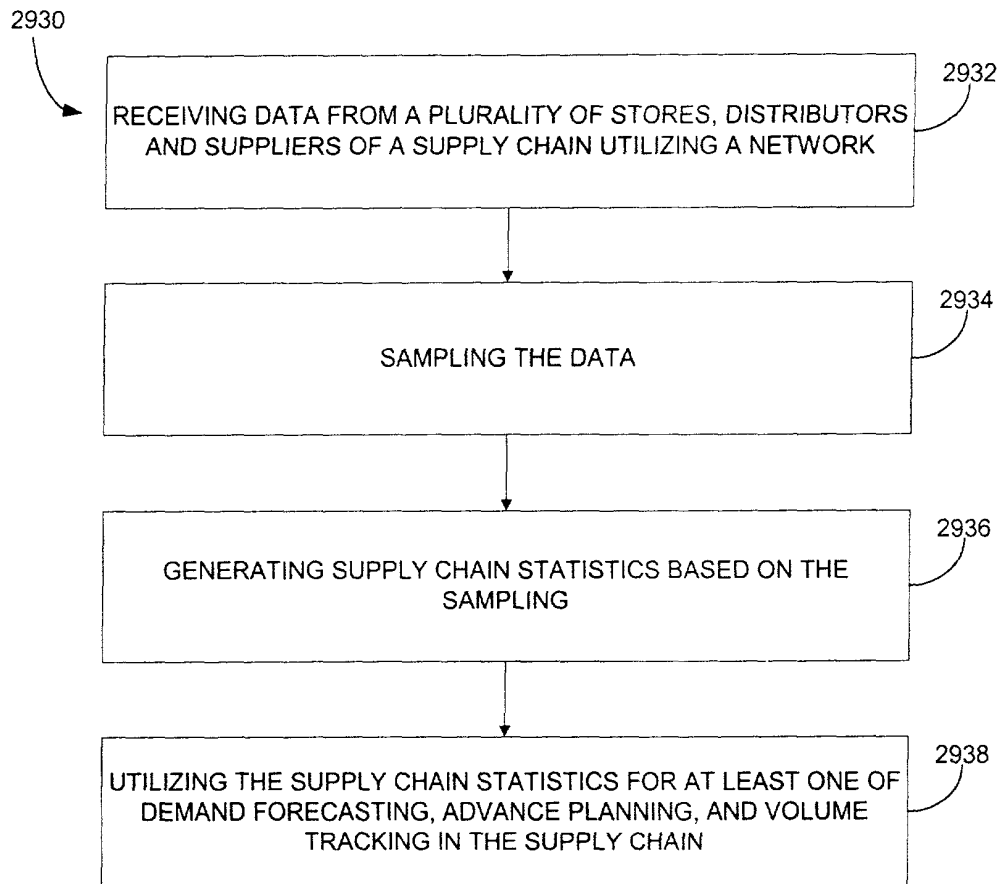 2930
2932
RECEIVING DATA FROM A PLURALITY OF STORES, DISTRIBUTORS
AND SUPPLIERS OF A SUPPLY CHAIN UTILIZING A NETWORK
2934
SAMPLING THE DATA
2936
GENERATING SUPPLY CHAIN STATISTICS BASED ON THE
SAMPLING
2938
UTILIZING THE SUPPLY CHAIN STATISTICS FOR AT LEAST ONE OF
DEMAND FORECASTING, ADVANCE PLANNING, AND VOLUME
TRACKING IN THE SUPPLY CHAIN